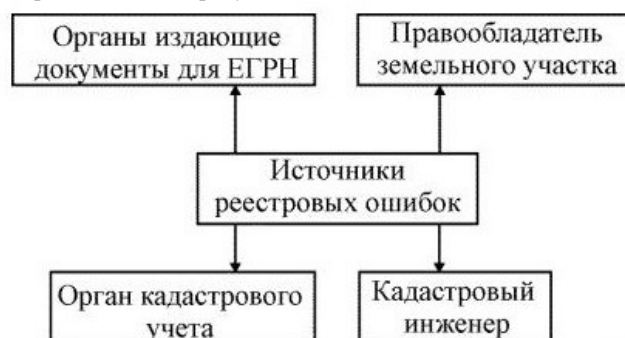 Органы издающие
документы для ЕГРН
Правообладатель
земельного участка
Источники
реестровых ошибок
Орган кадастрового
учета
Кадастровый
инженер